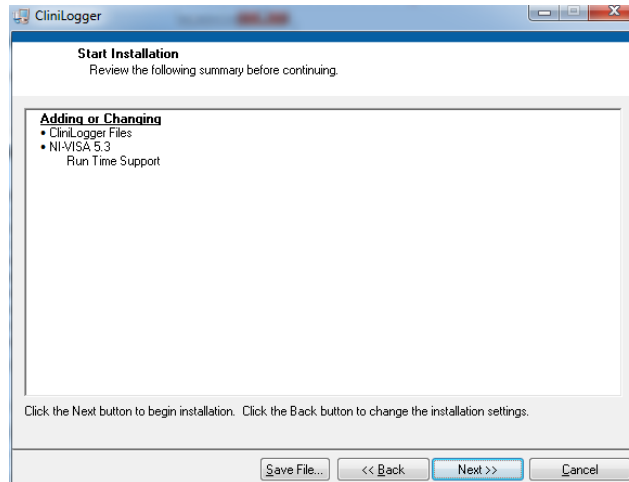 CliniLogger
Start Installation
Review the following summary before continuing.
Adding or Changing
• CliniLogger Files
• NI-VISA 5.3
Run Time Support
Click the Next button to begin installation. Click the Back button to change the installation settings.
Save File... << Back Next >> Cancel